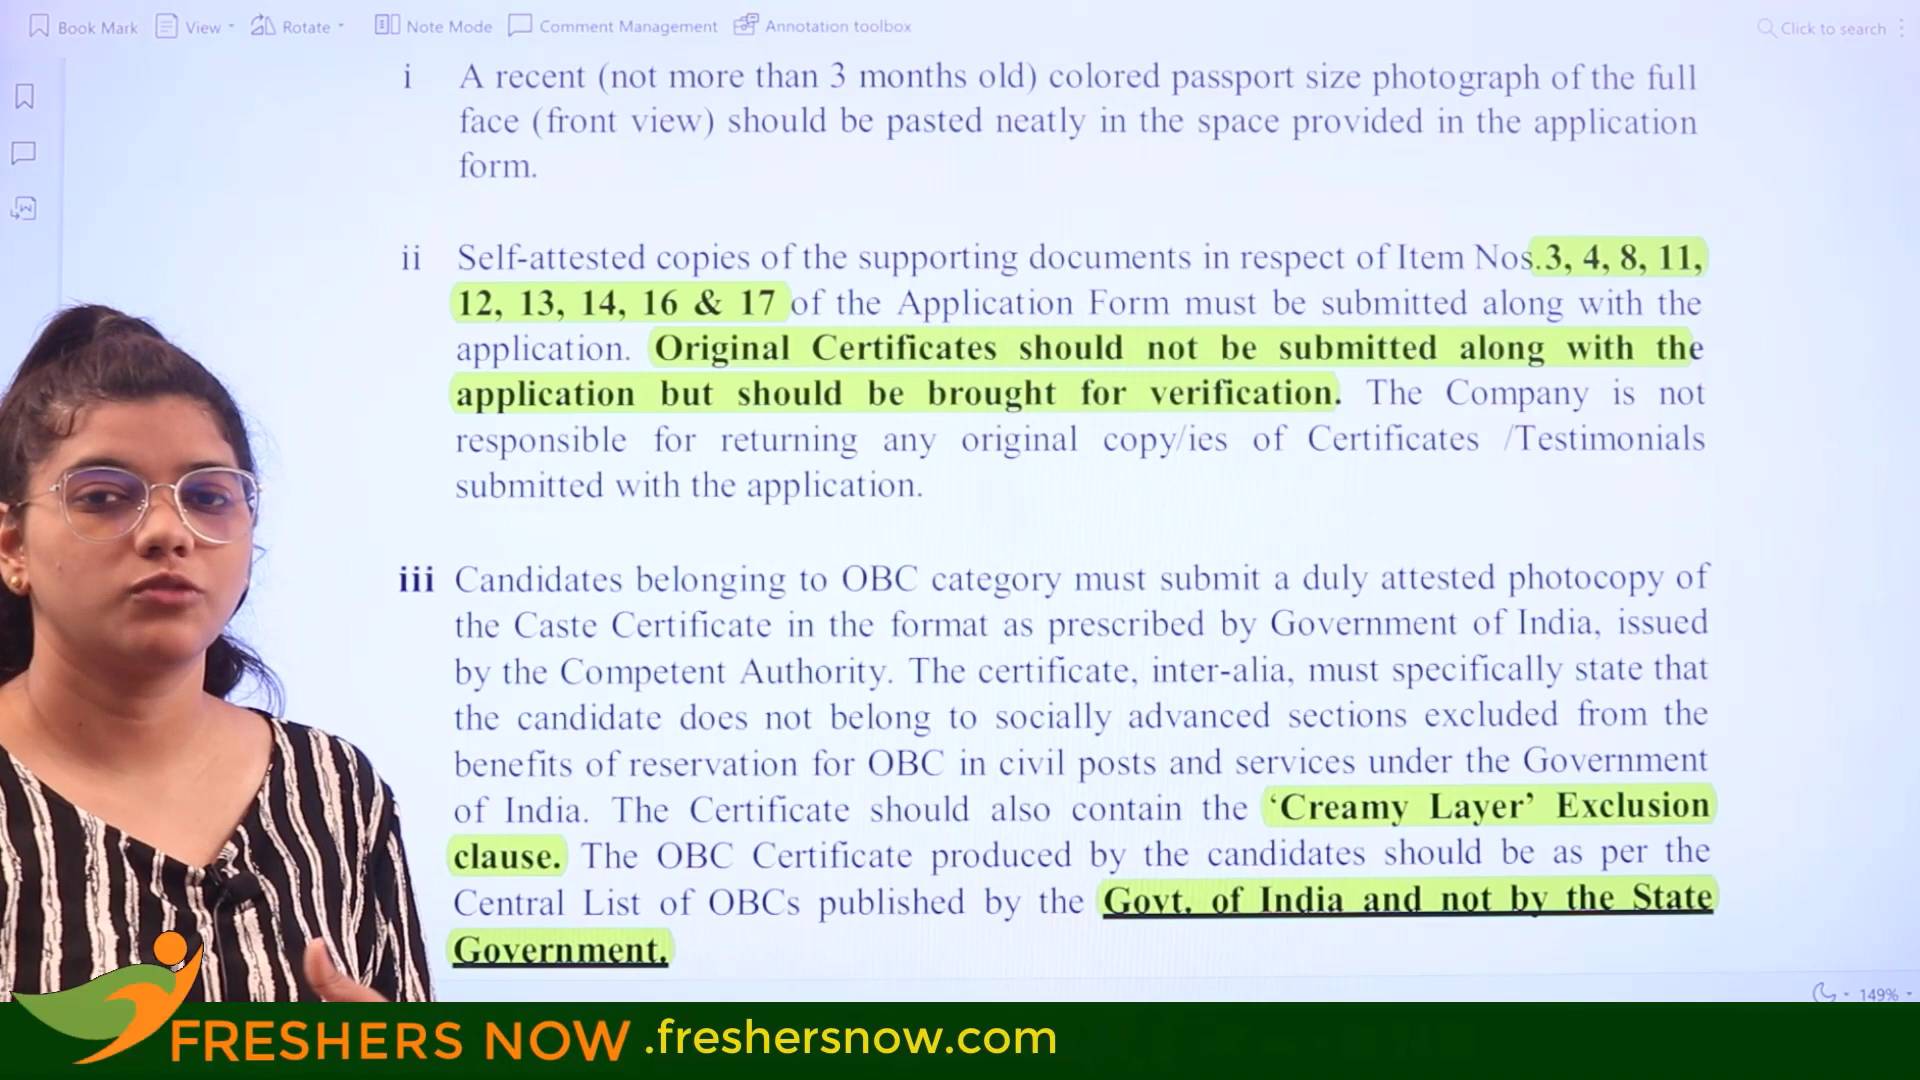 Book Mark View Rotate Note Mode Comment Management Annotation toolbox Click to search
i A recent (not more than 3 months old) colored passport size photograph of the full
face (front view) should be pasted neatly in the space provided in the application
form.
ii Self-attested copies of the supporting documents in respect of Item Nos.3, 4, 8, 11,
12, 13, 14, 16 & 17 of the Application Form must be submitted along with the
application. Original Certificates should not be submitted along with the
application but should be brought for verification. The Company is not
responsible for returning any original copy/ies of Certificates /Testimonials
submitted with the application.
iii Candidates belonging to OBC category must submit a duly attested photocopy of
the Caste Certificate in the format as prescribed by Government of India, issued
by the Competent Authority. The certificate, inter-alia, must specifically state that
the candidate does not belong to socially advanced sections excluded from the
benefits of reservation for OBC in civil posts and services under the Government
of India. The Certificate should also contain the ‘Creamy Layer’ Exclusion
clause. The OBC Certificate produced by the candidates should be as per the
Central List of OBCs published by the Govt. of India and not by the State
Government.
149%
FRESHERS NOW .freshersnow.com